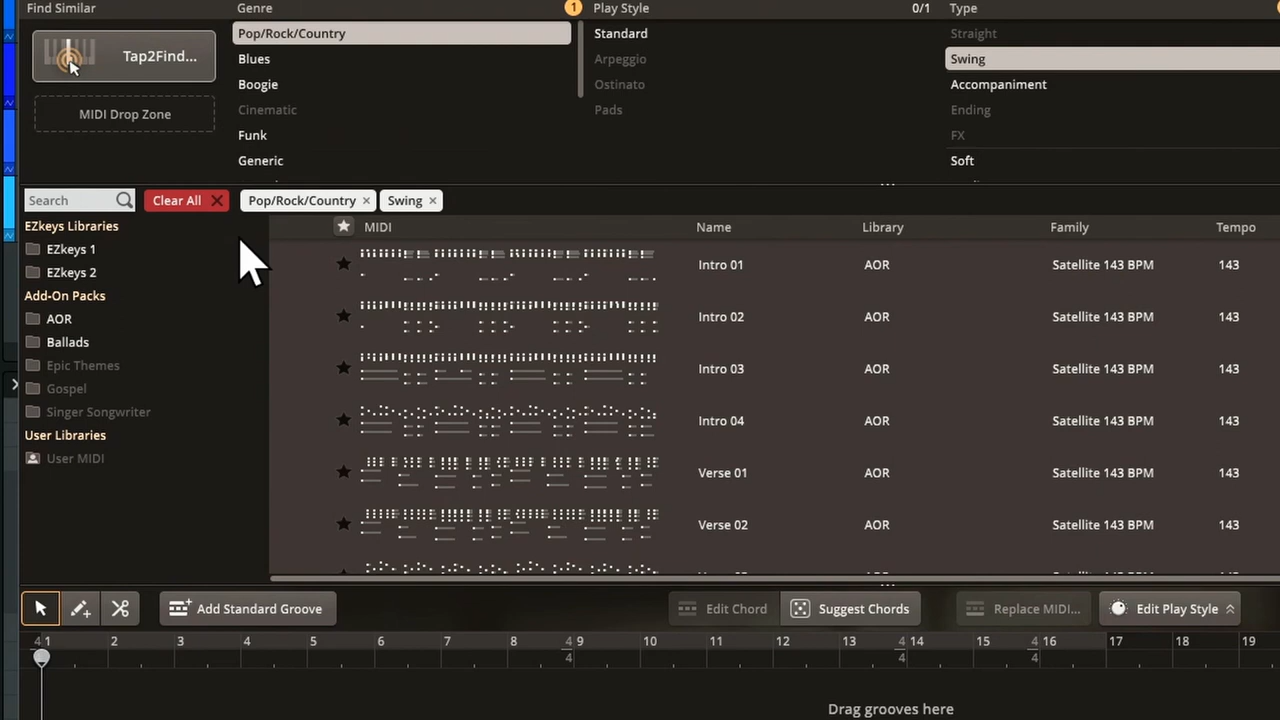 Find Similar
Genre
1
Play Style
0/1
Type
Tap2Find...
MIDI Drop Zone
Pop/Rock/Country
Blues
Boogie
Cinematic
Funk
Generic
Standard
Arpeggio
Ostinato
Pads
Straight
Swing
Accompaniment
Ending
FX
Soft
Search
Clear All
Pop/Rock/Country
Swing
EZkeys Libraries
EZkeys 1
EZkeys 2
Add-On Packs
AOR
Ballads
Epic Themes
Gospel
Singer Songwriter
User Libraries
User MIDI
MIDI Name Library Family Tempo
Intro 01 AOR Satellite 143 BPM 143
Intro 02 AOR Satellite 143 BPM 143
Intro 03 AOR Satellite 143 BPM 143
Intro 04 AOR Satellite 143 BPM 143
Verse 01 AOR Satellite 143 BPM 143
Verse 02 AOR Satellite 143 BPM 143
Add Standard Groove
Edit Chord
Suggest Chords
Replace MIDI...
Edit Play Style
4 1 2 3 4 5 6 7 8 4 9 10 11 12 13 4 14 15 4 16 17 18 19
4 4 4
Drag grooves here